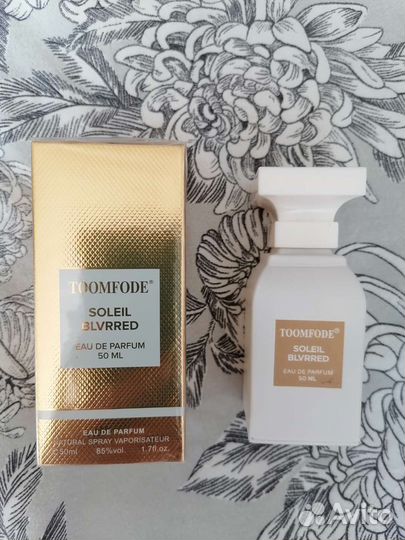 TOOMFODE®
SOLEIL
BLVRRED
EAU DE PARFUM
50 ML
EAU DE PARFUM
NATURAL SPRAY VAPORISATEUR
50ml 85%vol. 1.7fl.oz.
TOOMFODE®
SOLEIL
BLVRRED
EAU DE PARFUM
50 ML
Avito